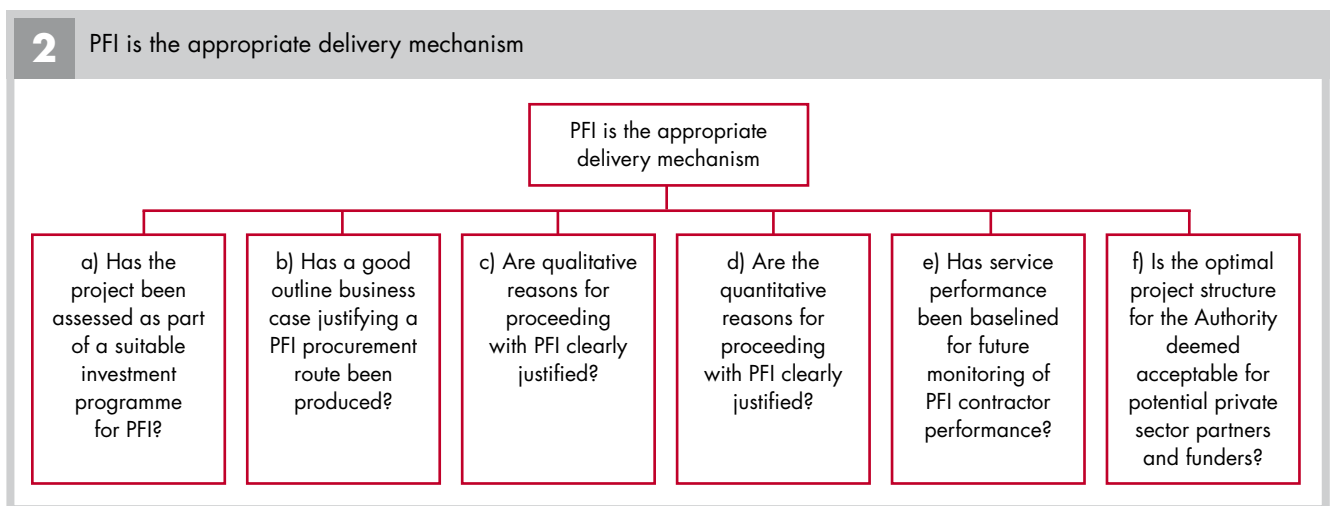 2
PFI is the appropriate delivery mechanism
PFI is the appropriate
delivery mechanism
a) Has the
project been
assessed as part
of a suitable
investment
programme
for PFI?
b) Has a good
outline business
case justifying a
PFI procurement
route been
produced?
c) Are qualitative
reasons for
proceeding
with PFI clearly
justified?
d) Are the
quantitative
reasons for
proceeding
with PFI clearly
justified?
e) Has service
performance
been baselined
for future
monitoring of
PFI contractor
performance?
f) Is the optimal
project structure
for the Authority
deemed
acceptable for
potential private
sector partners
and funders?